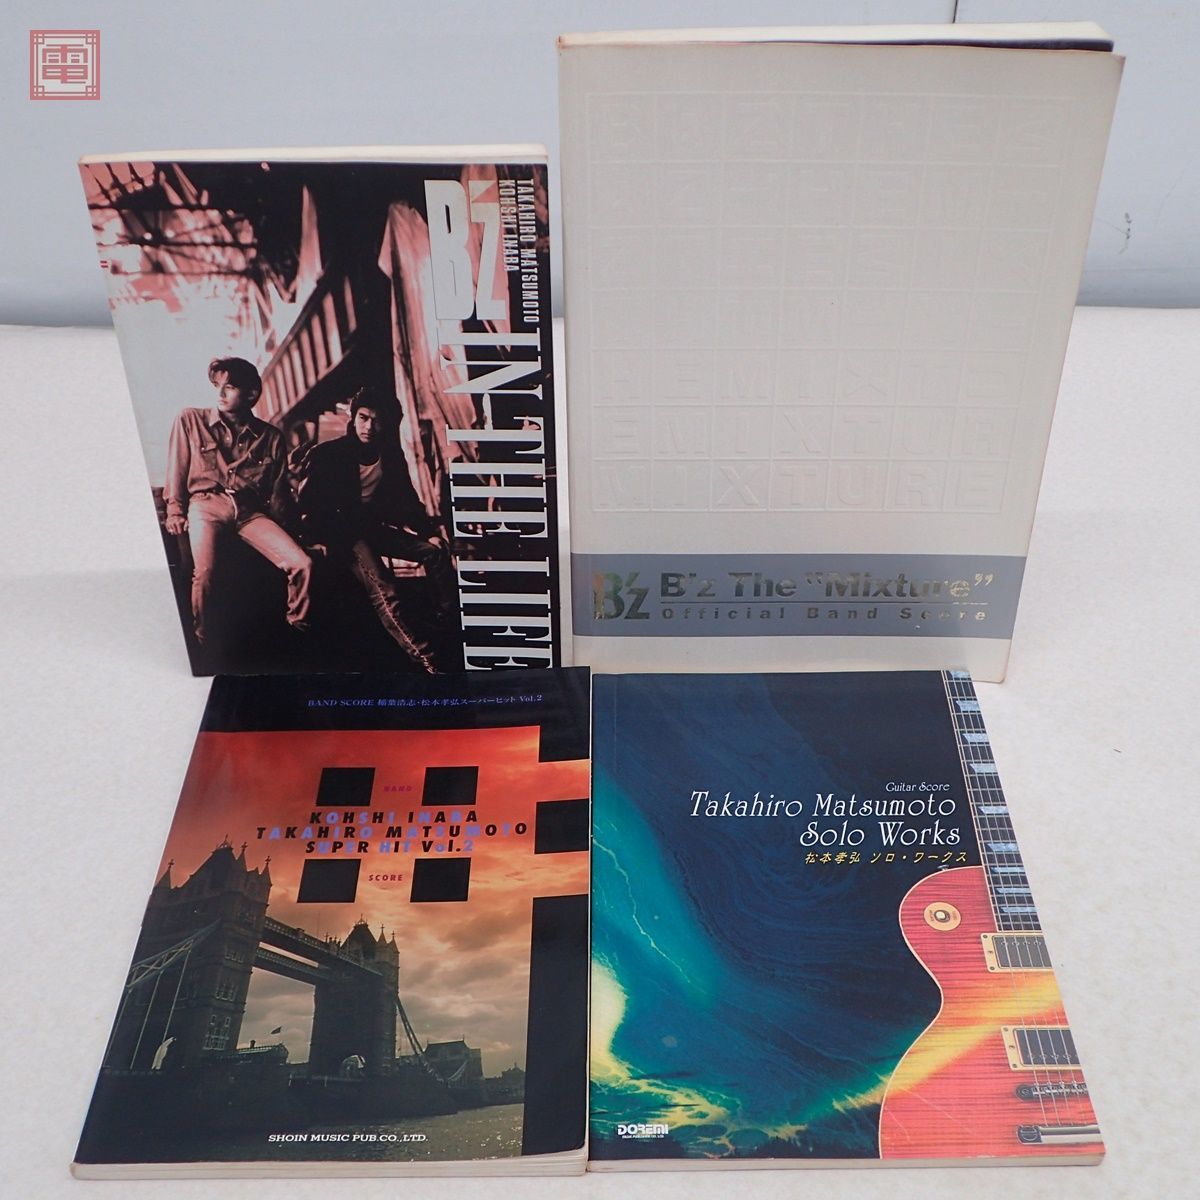 電
B'z
TAKAHIRO MATSUMOTO
KOHSHI INABA
IN THE LIFE
HEMIXTU
EMIXTUR
MIXTURE
B'z
B'z The "Mixture"
Official Band Score
BAND SCORE 稲葉浩志・松本孝弘スーパーヒット Vol.2
BAND
KOHSHI INABA
TAKAHIRO MATSUMOTO
SUPER HIT Vol.2
SCORE
SHOIN MUSIC PUB.CO.,LTD.
Guitar Score
Takahiro Matsumoto
Solo Works
松本孝弘 ソロ・ワークス
DOREMI